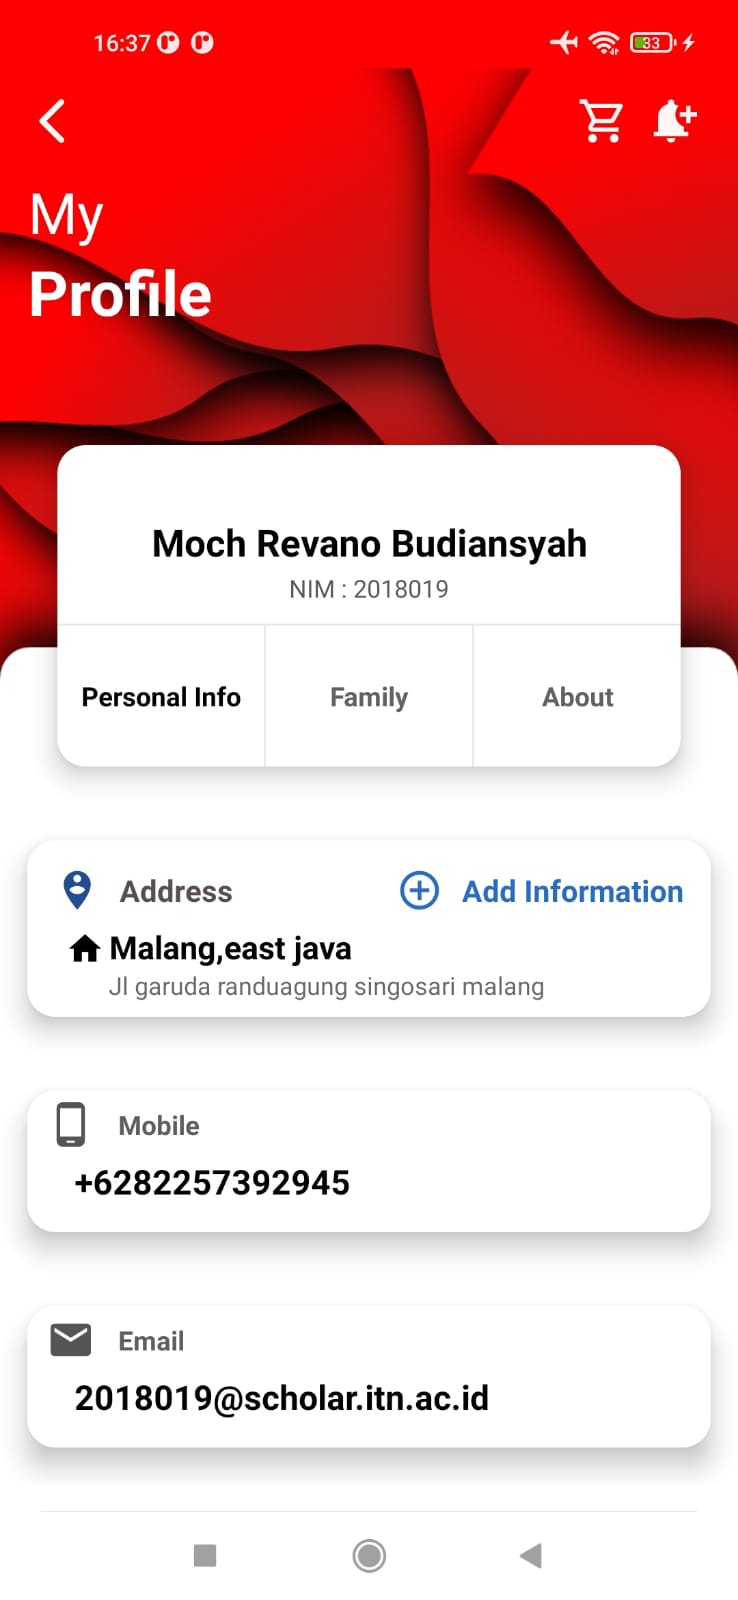 16:37
33
My
Profile
Moch Revano Budiansyah
NIM : 2018019
Personal Info
Family
About
Address
Add Information
Malang,east java
Jl garuda randuagung singosari malang
Mobile
+6282257392945
Email
2018019@scholar.itn.ac.id